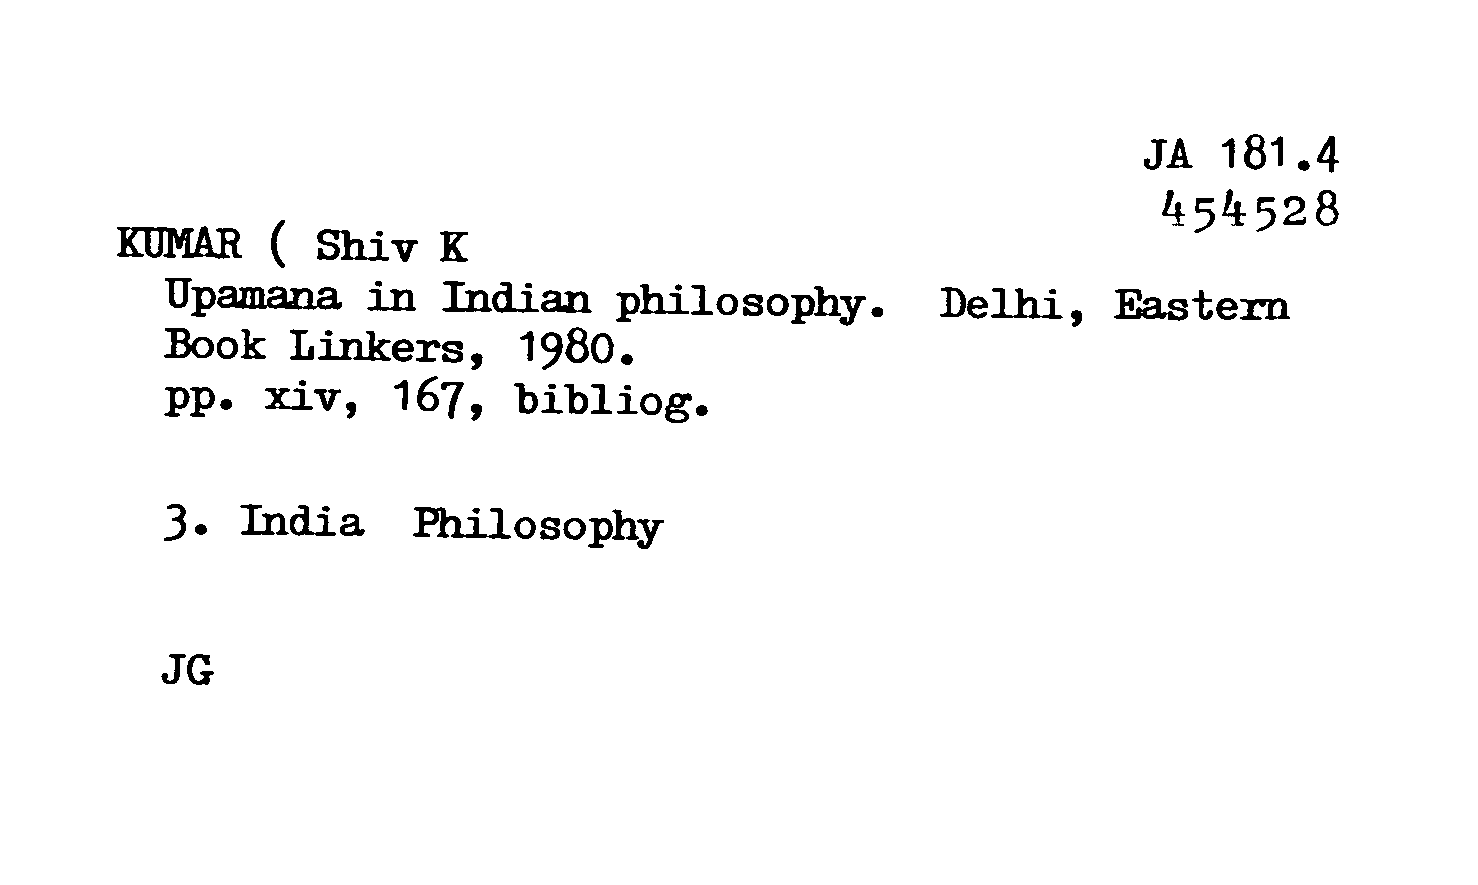 JA 181.4
454528
KUMAR ( Shiv K
Upamana in Indian philosophy. Delhi, Eastern
Book Linkers, 1980.
pp. xiv, 167, bibliog.
3. India Philosophy
JG